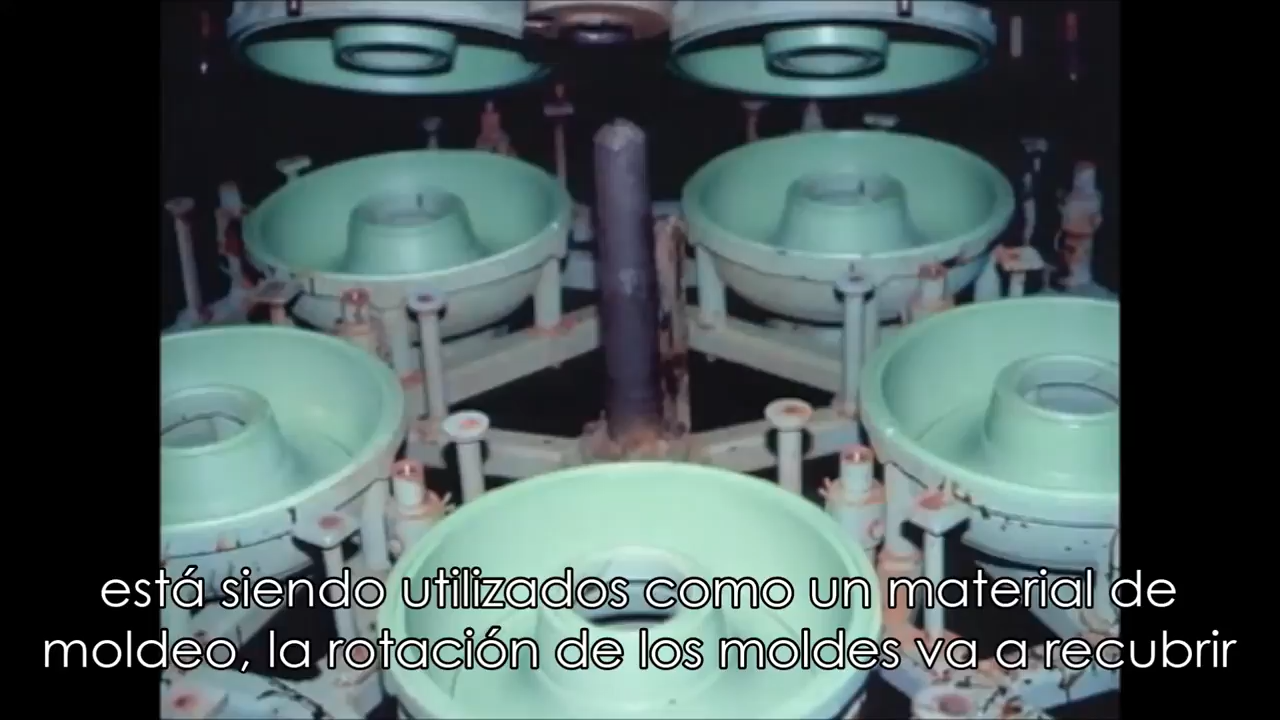 está siendo utilizados como un material de
moldeo, la rotación de los moldes va a recubrir